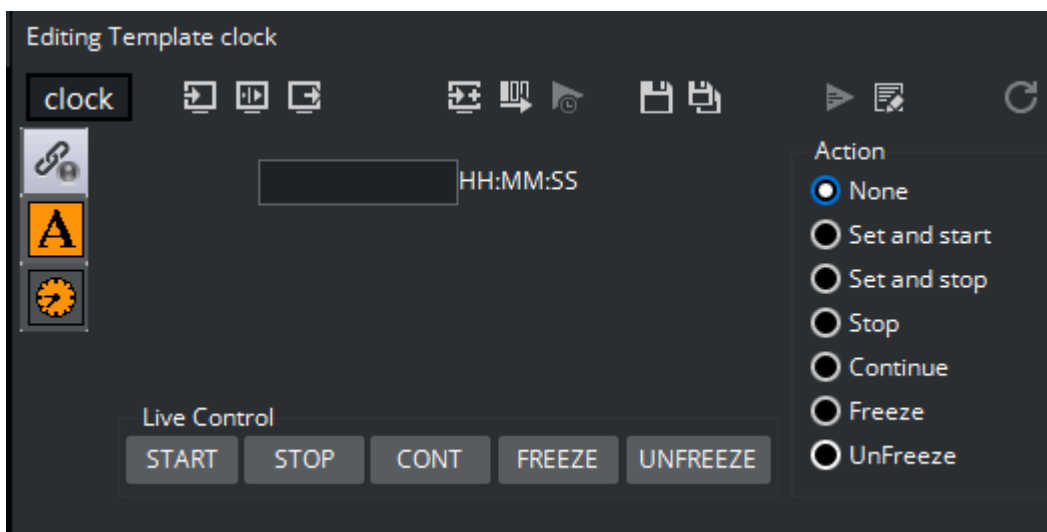 Editing Template clock
clock
A
HH:MM:SS
Action
None
Set and start
Set and stop
Stop
Continue
Freeze
UnFreeze
Live Control
START STOP CONT FREEZE UNFREEZE